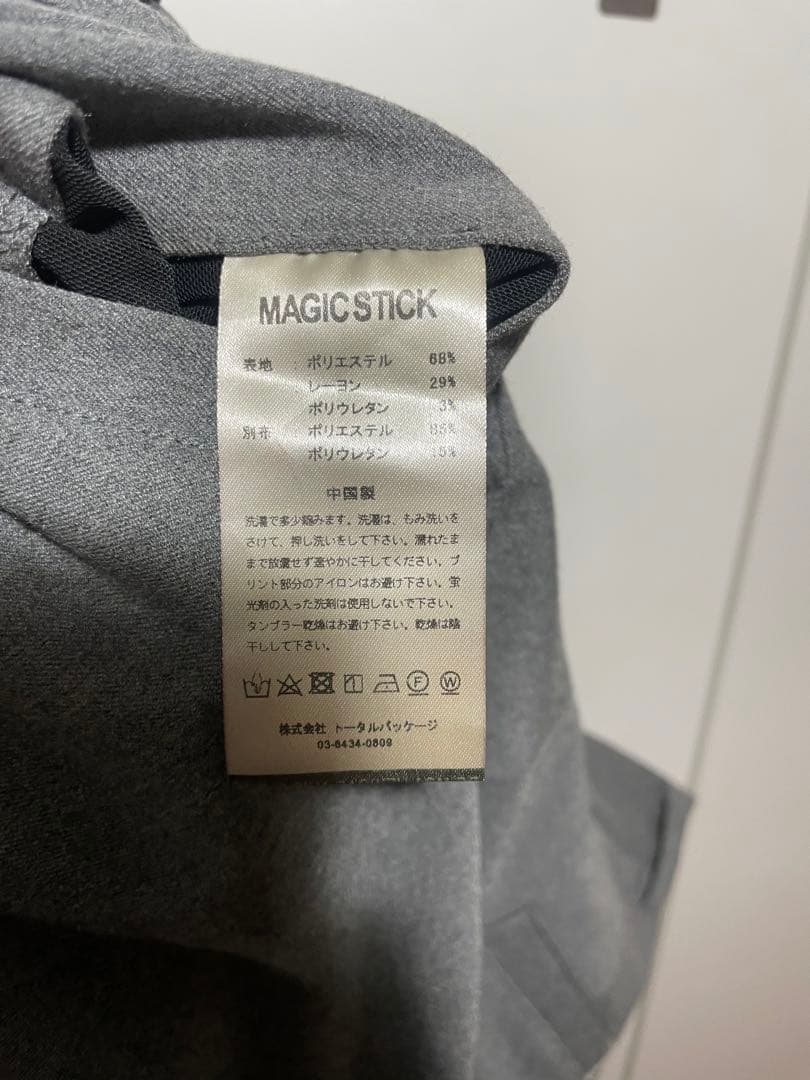 MAGIC STICK
表地 : ポリエステル 68%
レーヨン 29%
ポリウレタン 3%
別布 : ポリエステル 85%
ポリウレタン 15%
中国製
洗濯で多少縮みます。洗濯は、もみ洗いを
さけて、押し洗いをして下さい。濡れたま
まで放置せず速やかに干してください。プ
リント部分のアイロンはお避け下さい。蛍
光剤の入った洗剤は使用しないで下さい。
タンブラー乾燥はお避け下さい。乾燥は陰
干しして下さい。
F W
株式会社 トータルパッケージ
03-6434-0809